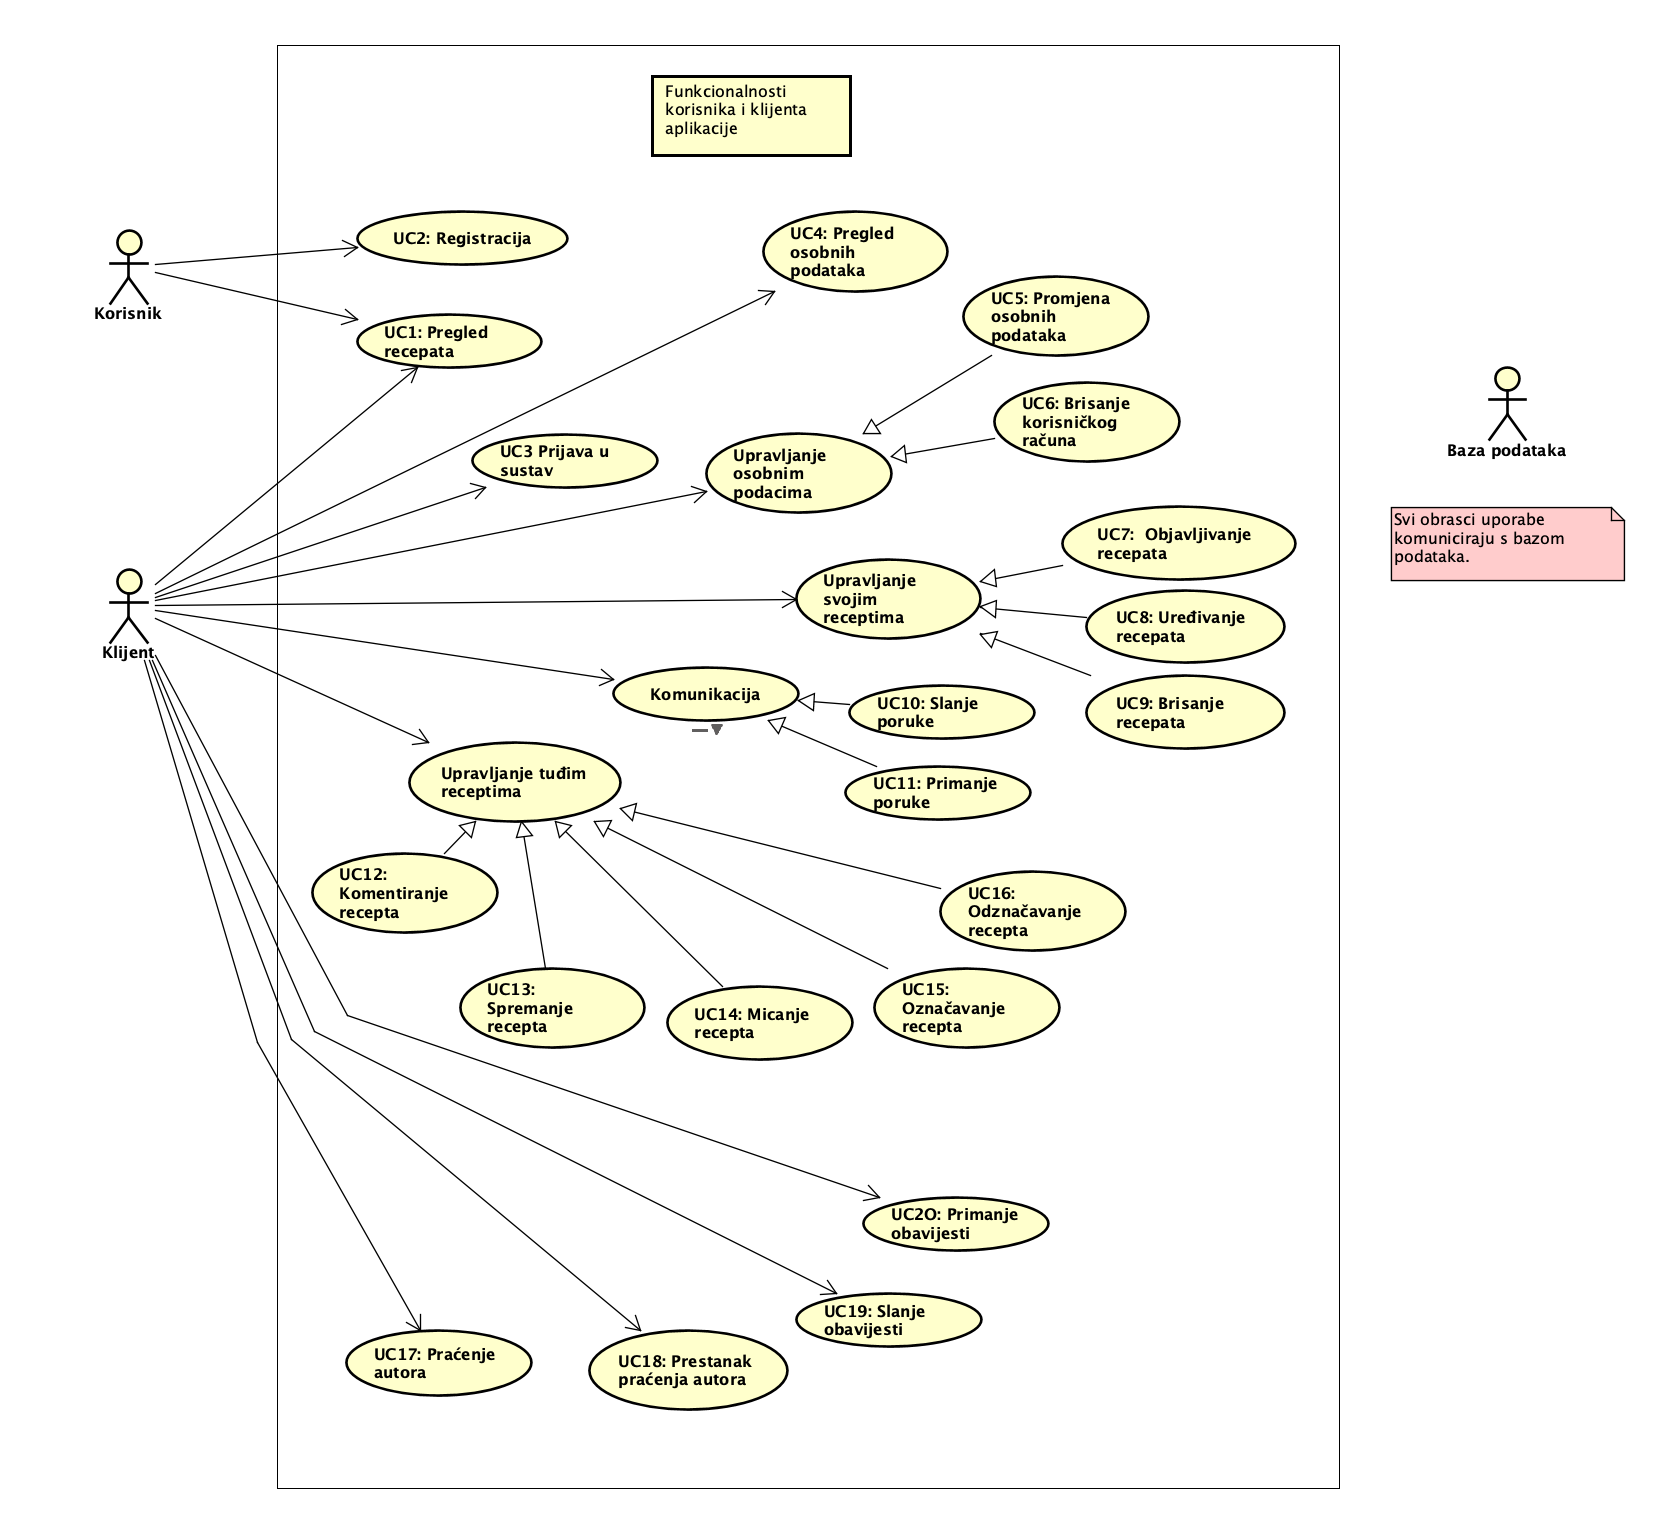 Funkcionalnosti
korisnika i klijenta
aplikacije
UC2: Registracija
Korisnik
UC1: Pregled
recepata
UC4: Pregled
osobnih
podataka
UC5: Promjena
osobnih
podataka
UC6: Brisanje
korisničkog
računa
Baza podataka
UC3 Prijava u
sustav
Upravljanje
osobnim
podacima
Svi obrasci uporabe
komuniciraju s bazom
podataka.
UC7:  Objavljivanje
recepata
Upravljanje
svojim
receptima
UC8: Uređivanje
recepata
Klijent
UC9: Brisanje
recepata
Komunikacija
UC10: Slanje
poruke
UC11: Primanje
poruke
Upravljanje tuđim
receptima
UC12:
Komentiranje
recepta
UC16:
Odznačavanje
recepta
UC13:
Spremanje
recepta
UC14: Micanje
recepta
UC15:
Označavanje
recepta
UC2O: Primanje
obavijesti
UC19: Slanje
obavijesti
UC17: Praćenje
autora
UC18: Prestanak
praćenja autora